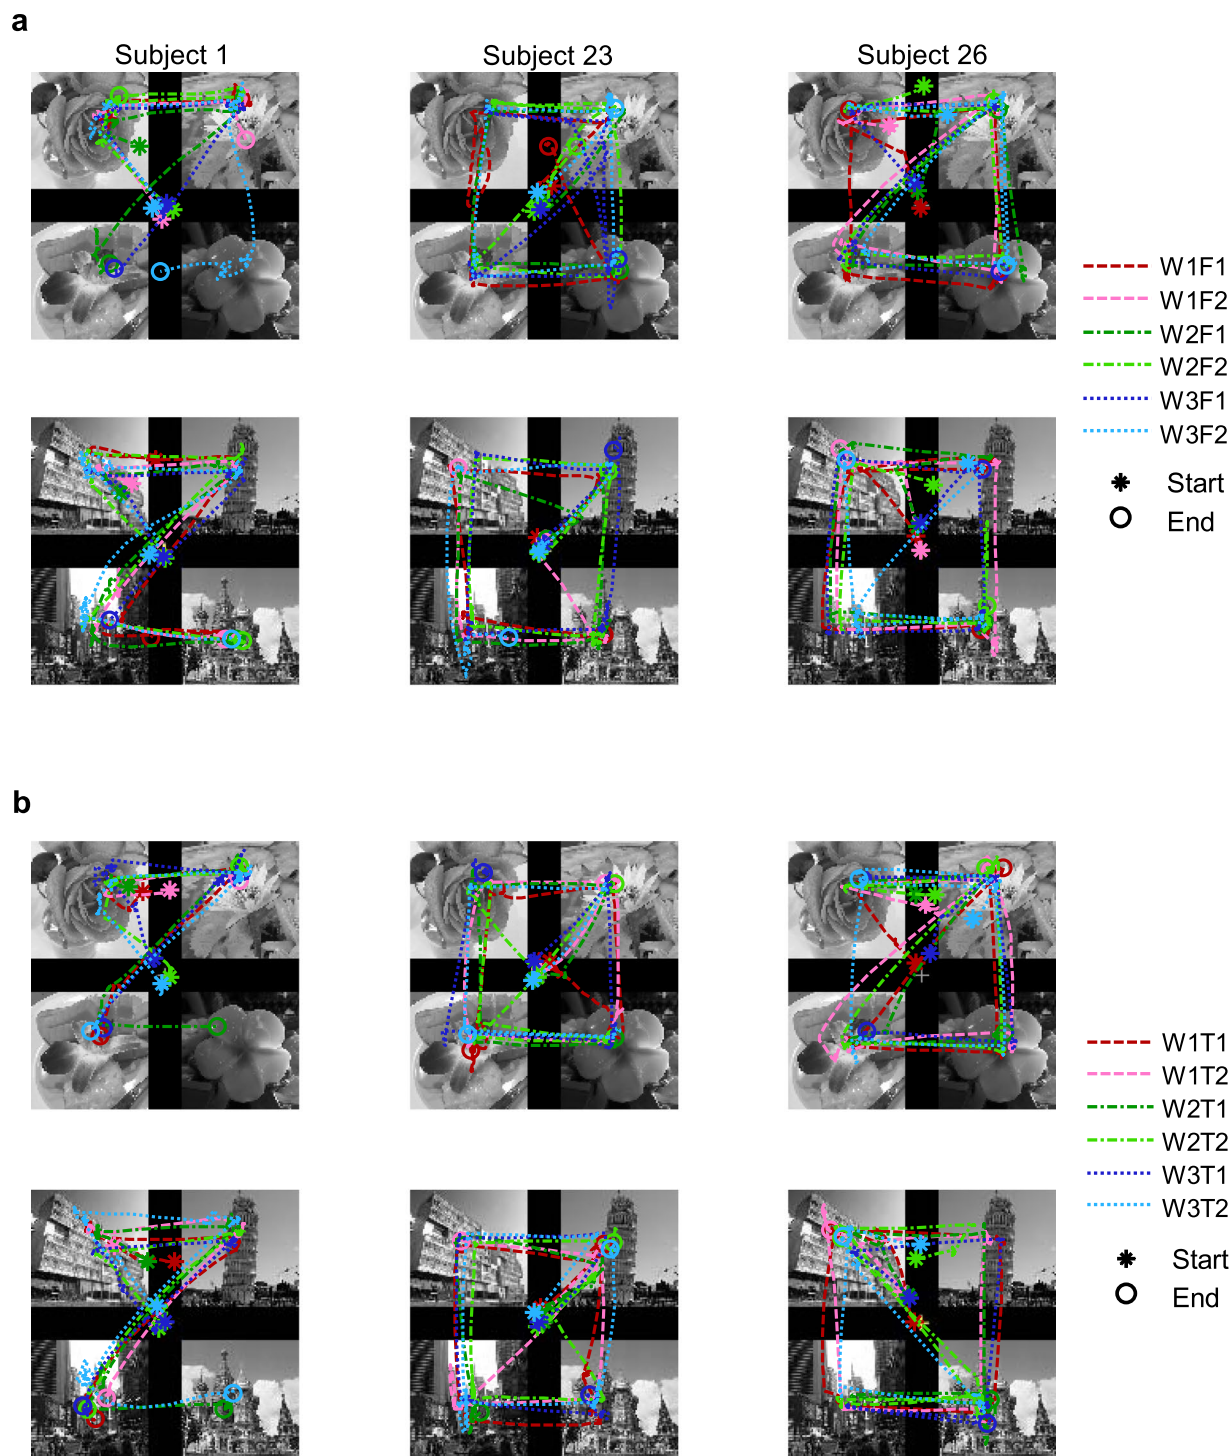 a
Subject 1
Subject 23
Subject 26
W1F1
W1F2
W2F1
W2F2
W3F1
W3F2
Start
End
b
W1T1
W1T2
W2T1
W2T2
W3T1
W3T2
Start
End